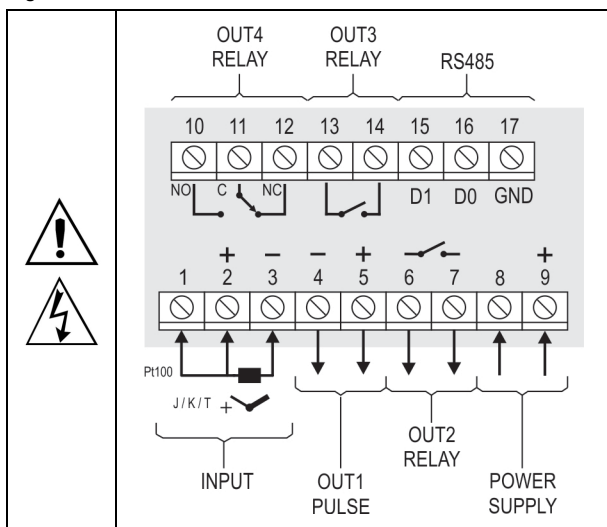 OUT4 RELAY
OUT3 RELAY
RS485
10 11 12 13 14 15 16 17
NO C NC D1 D0 GND
+ − − + +
1 2 3 4 5 6 7 8 9
Pt100
J/K/T +
INPUT
OUT1 PULSE
OUT2 RELAY
POWER SUPPLY